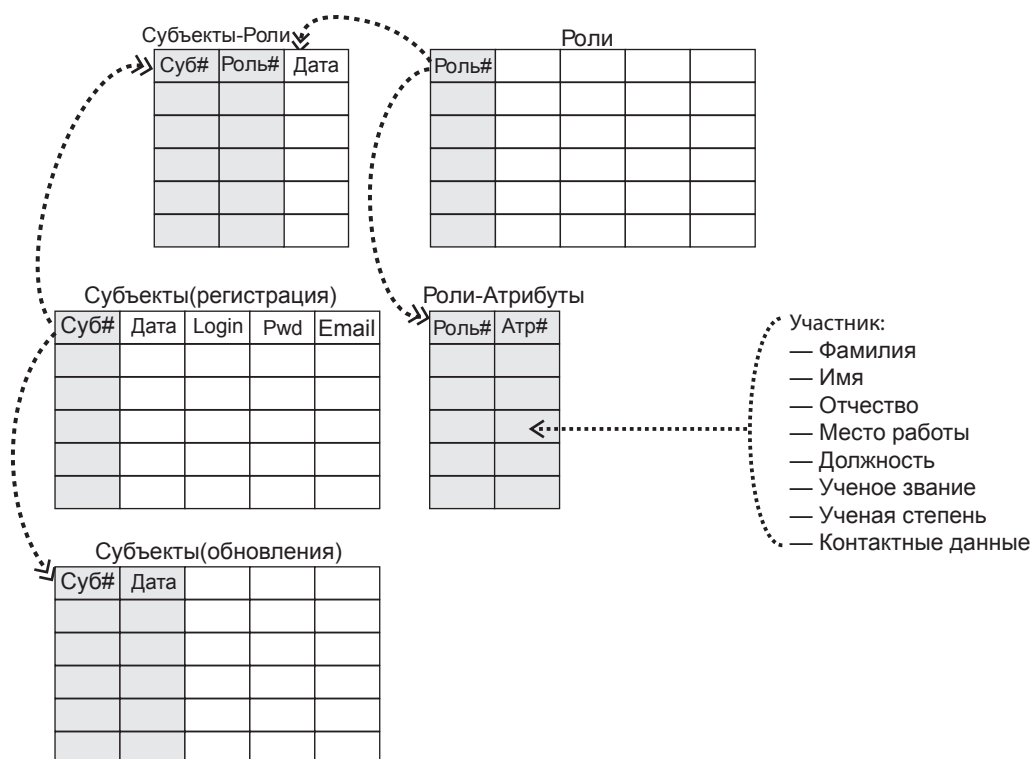 Субъекты-Роли
Суб# Роль# Дата
Роли
Роль#
Субъекты(регистрация)
Суб# Дата Login Pwd Email
Роли-Атрибуты
Роль# Атр#
Участник:
— Фамилия
— Имя
— Отчество
— Место работы
— Должность
— Ученое звание
— Ученая степень
— Контактные данные
Субъекты(обновления)
Суб# Дата